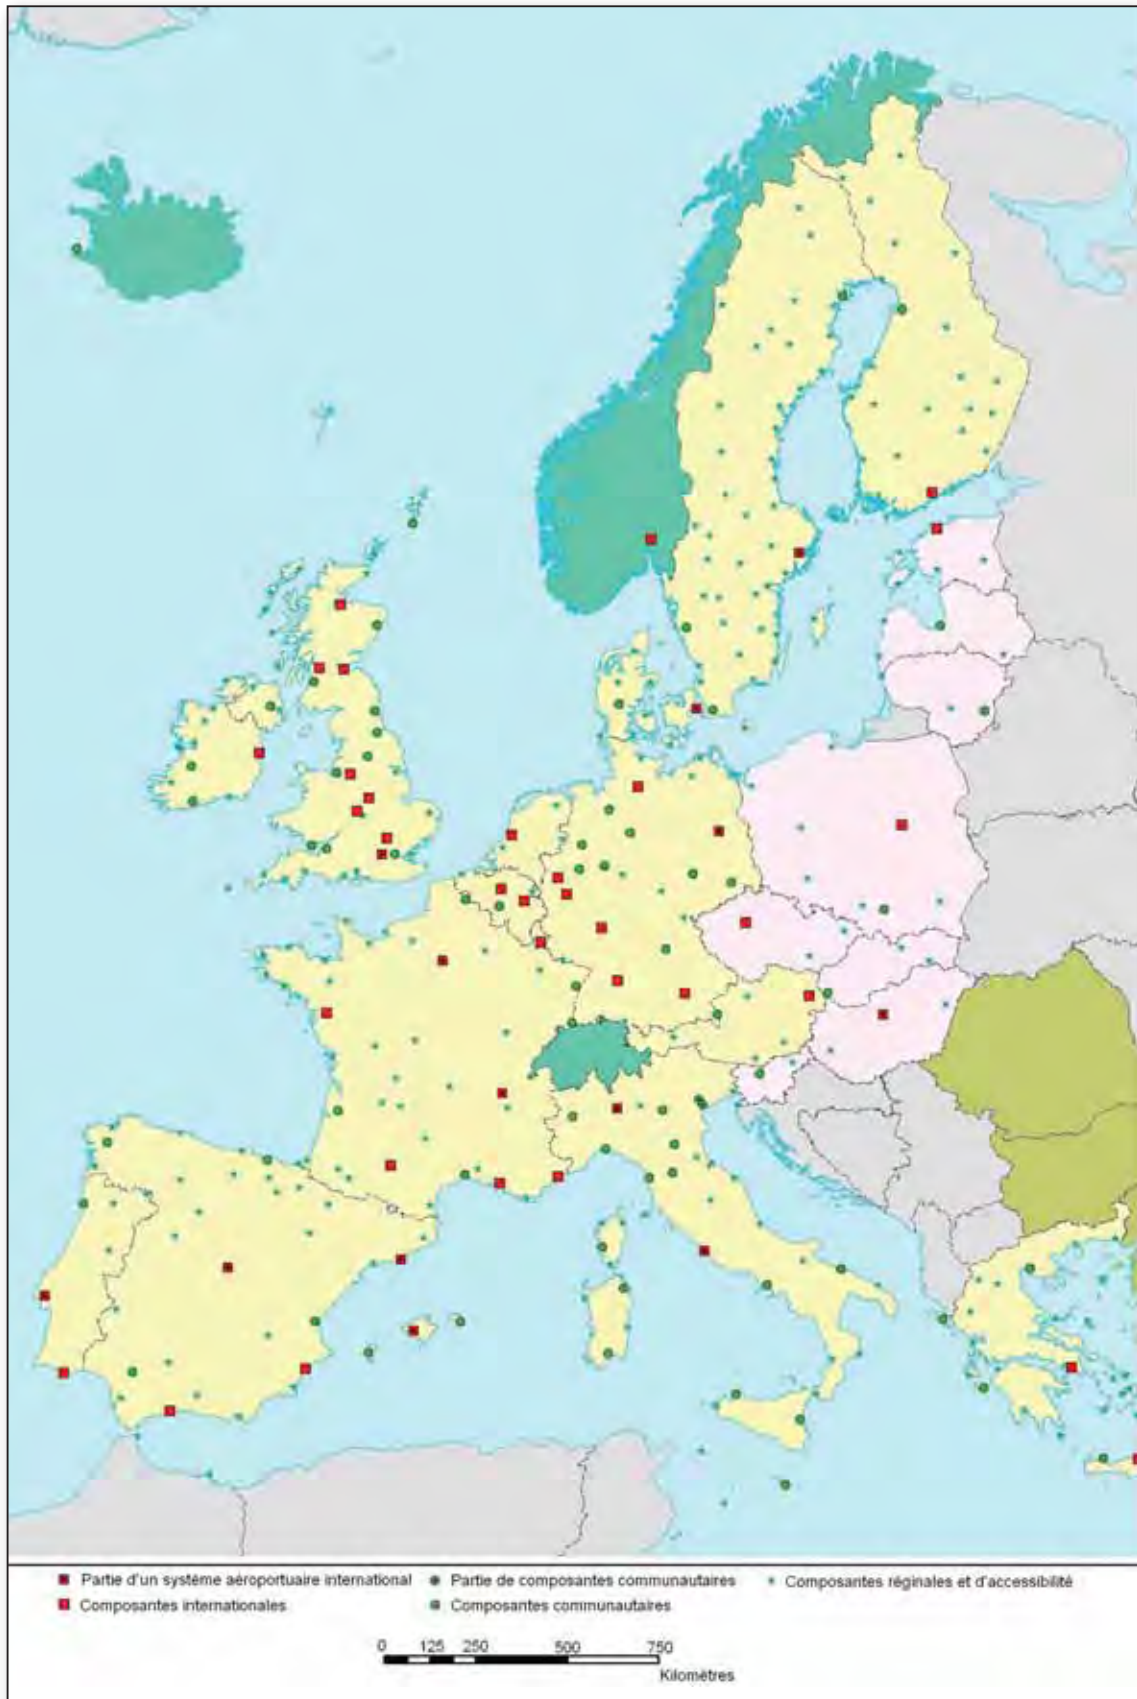 Partie d'un système aéroportuaire international
Partie de composantes communautaires
Composantes réginales et d'accessibilité
Composantes internationales
Composantes communautaires
0 125 250 500 750
Kilomètres